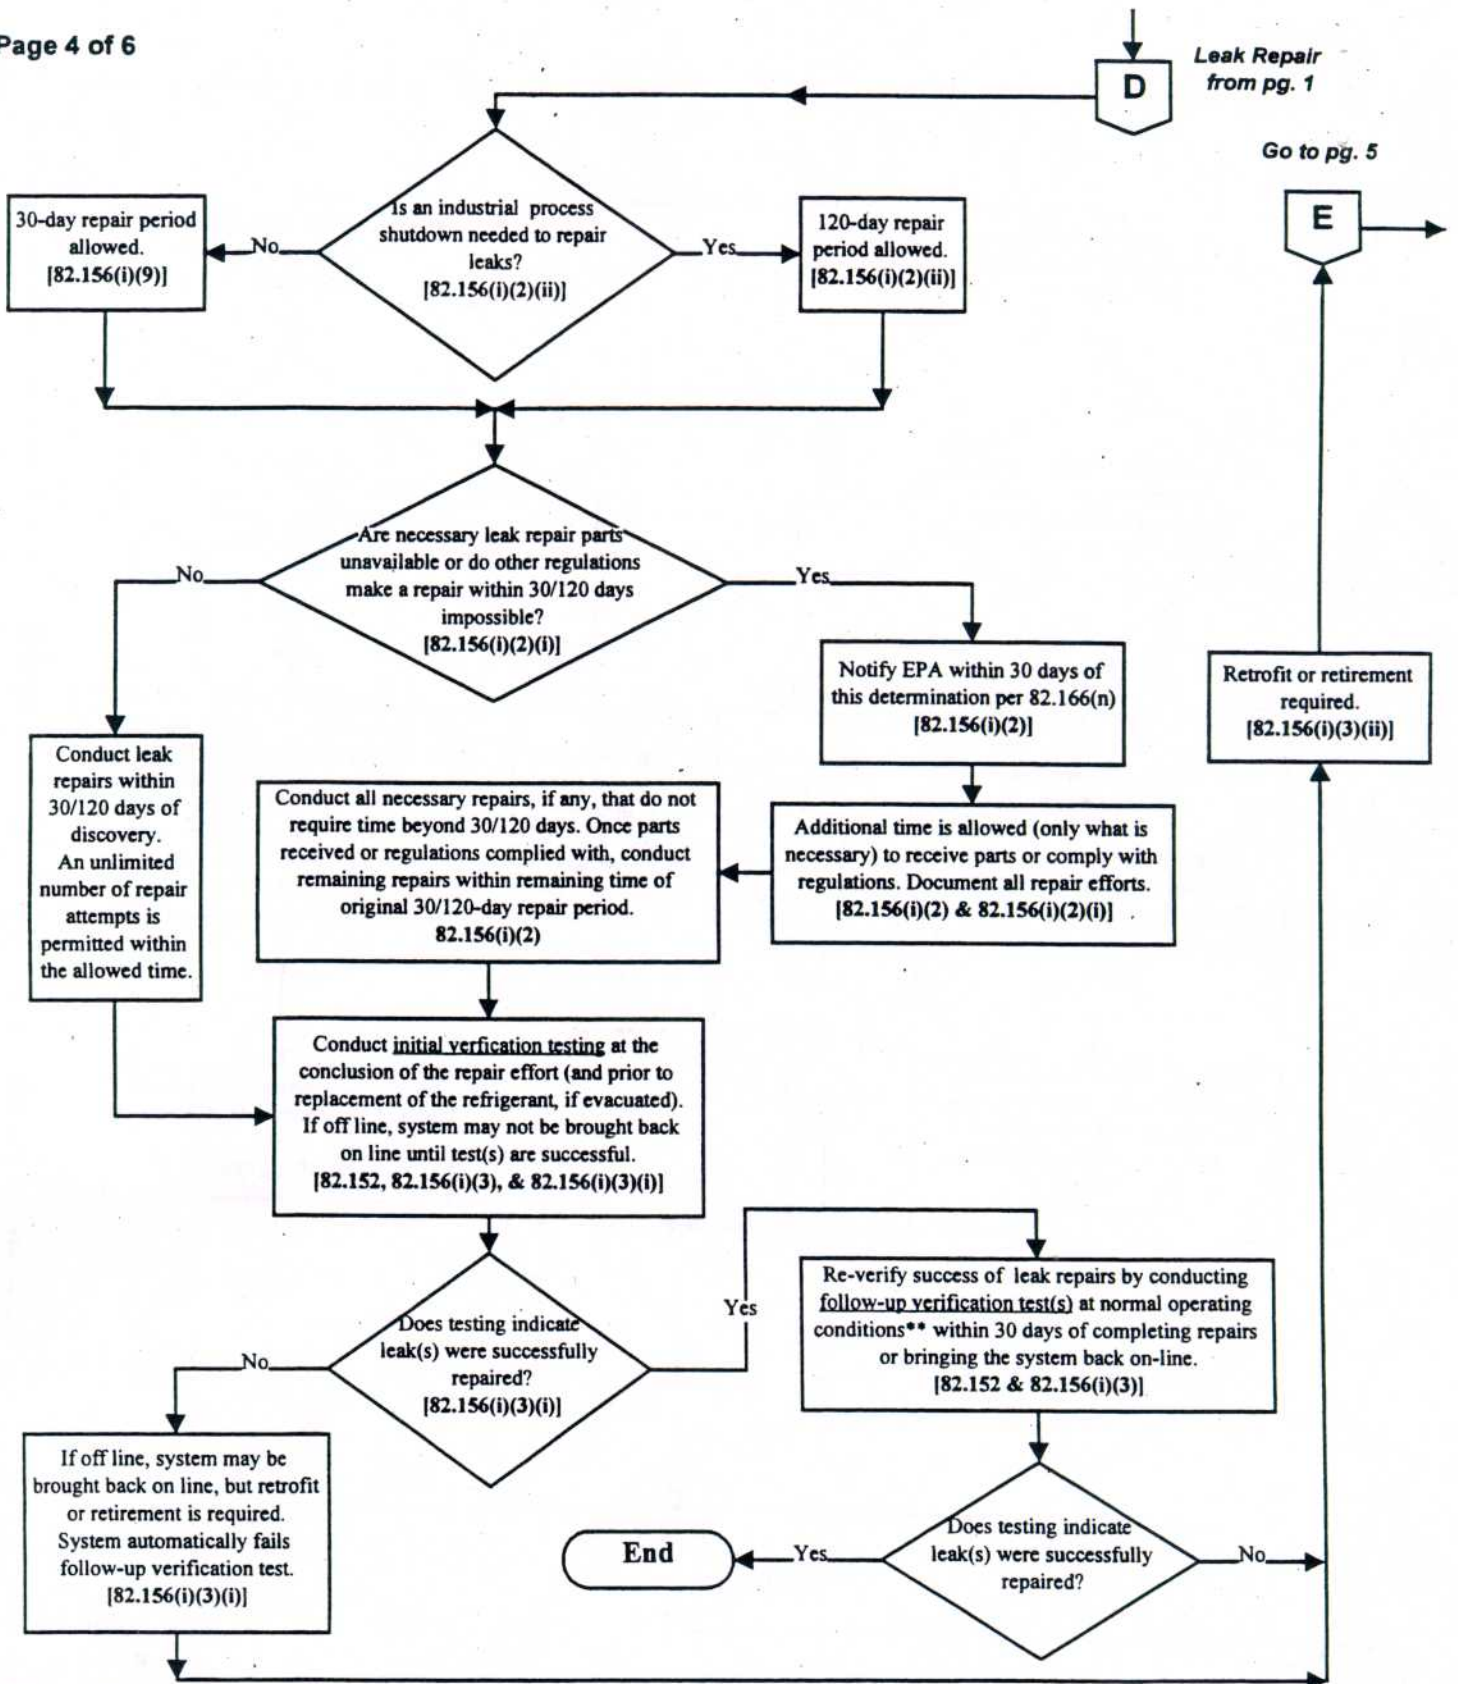 Page 4 of 6
D
Leak Repair
from pg. 1
Go to pg. 5
E
Is an industrial process
shutdown needed to repair
leaks?
[82.156(i)(2)(ii)]
No
Yes
30-day repair period
allowed.
[82.156(i)(9)]
120-day repair
period allowed.
[82.156(i)(2)(ii)]
Are necessary leak repair parts
unavailable or do other regulations
make a repair within 30/120 days
impossible?
[82.156(i)(2)(i)]
No
Yes
Notify EPA within 30 days of
this determination per 82.166(n)
[82.156(i)(2)]
Retrofit or retirement
required.
[82.156(i)(3)(ii)]
Conduct leak
repairs within
30/120 days of
discovery.
An unlimited
number of repair
attempts is
permitted within
the allowed time.
Conduct all necessary repairs, if any, that do not
require time beyond 30/120 days. Once parts
received or regulations complied with, conduct
remaining repairs within remaining time of
original 30/120-day repair period.
82.156(i)(2)
Additional time is allowed (only what is
necessary) to receive parts or comply with
regulations. Document all repair efforts.
[82.156(i)(2) & 82.156(i)(2)(i)]
Conduct initial verfication testing at the
conclusion of the repair effort (and prior to
replacement of the refrigerant, if evacuated).
If off line, system may not be brought back
on line until test(s) are successful.
[82.152, 82.156(i)(3), & 82.156(i)(3)(i)]
Does testing indicate
leak(s) were successfully
repaired?
[82.156(i)(3)(i)]
No
Yes
Re-verify success of leak repairs by conducting
follow-up verification test(s) at normal operating
conditions** within 30 days of completing repairs
or bringing the system back on-line.
[82.152 & 82.156(i)(3)]
If off line, system may be
brought back on line, but retrofit
or retirement is required.
System automatically fails
follow-up verification test.
[82.156(i)(3)(i)]
Does testing indicate
leak(s) were successfully
repaired?
Yes
No
End